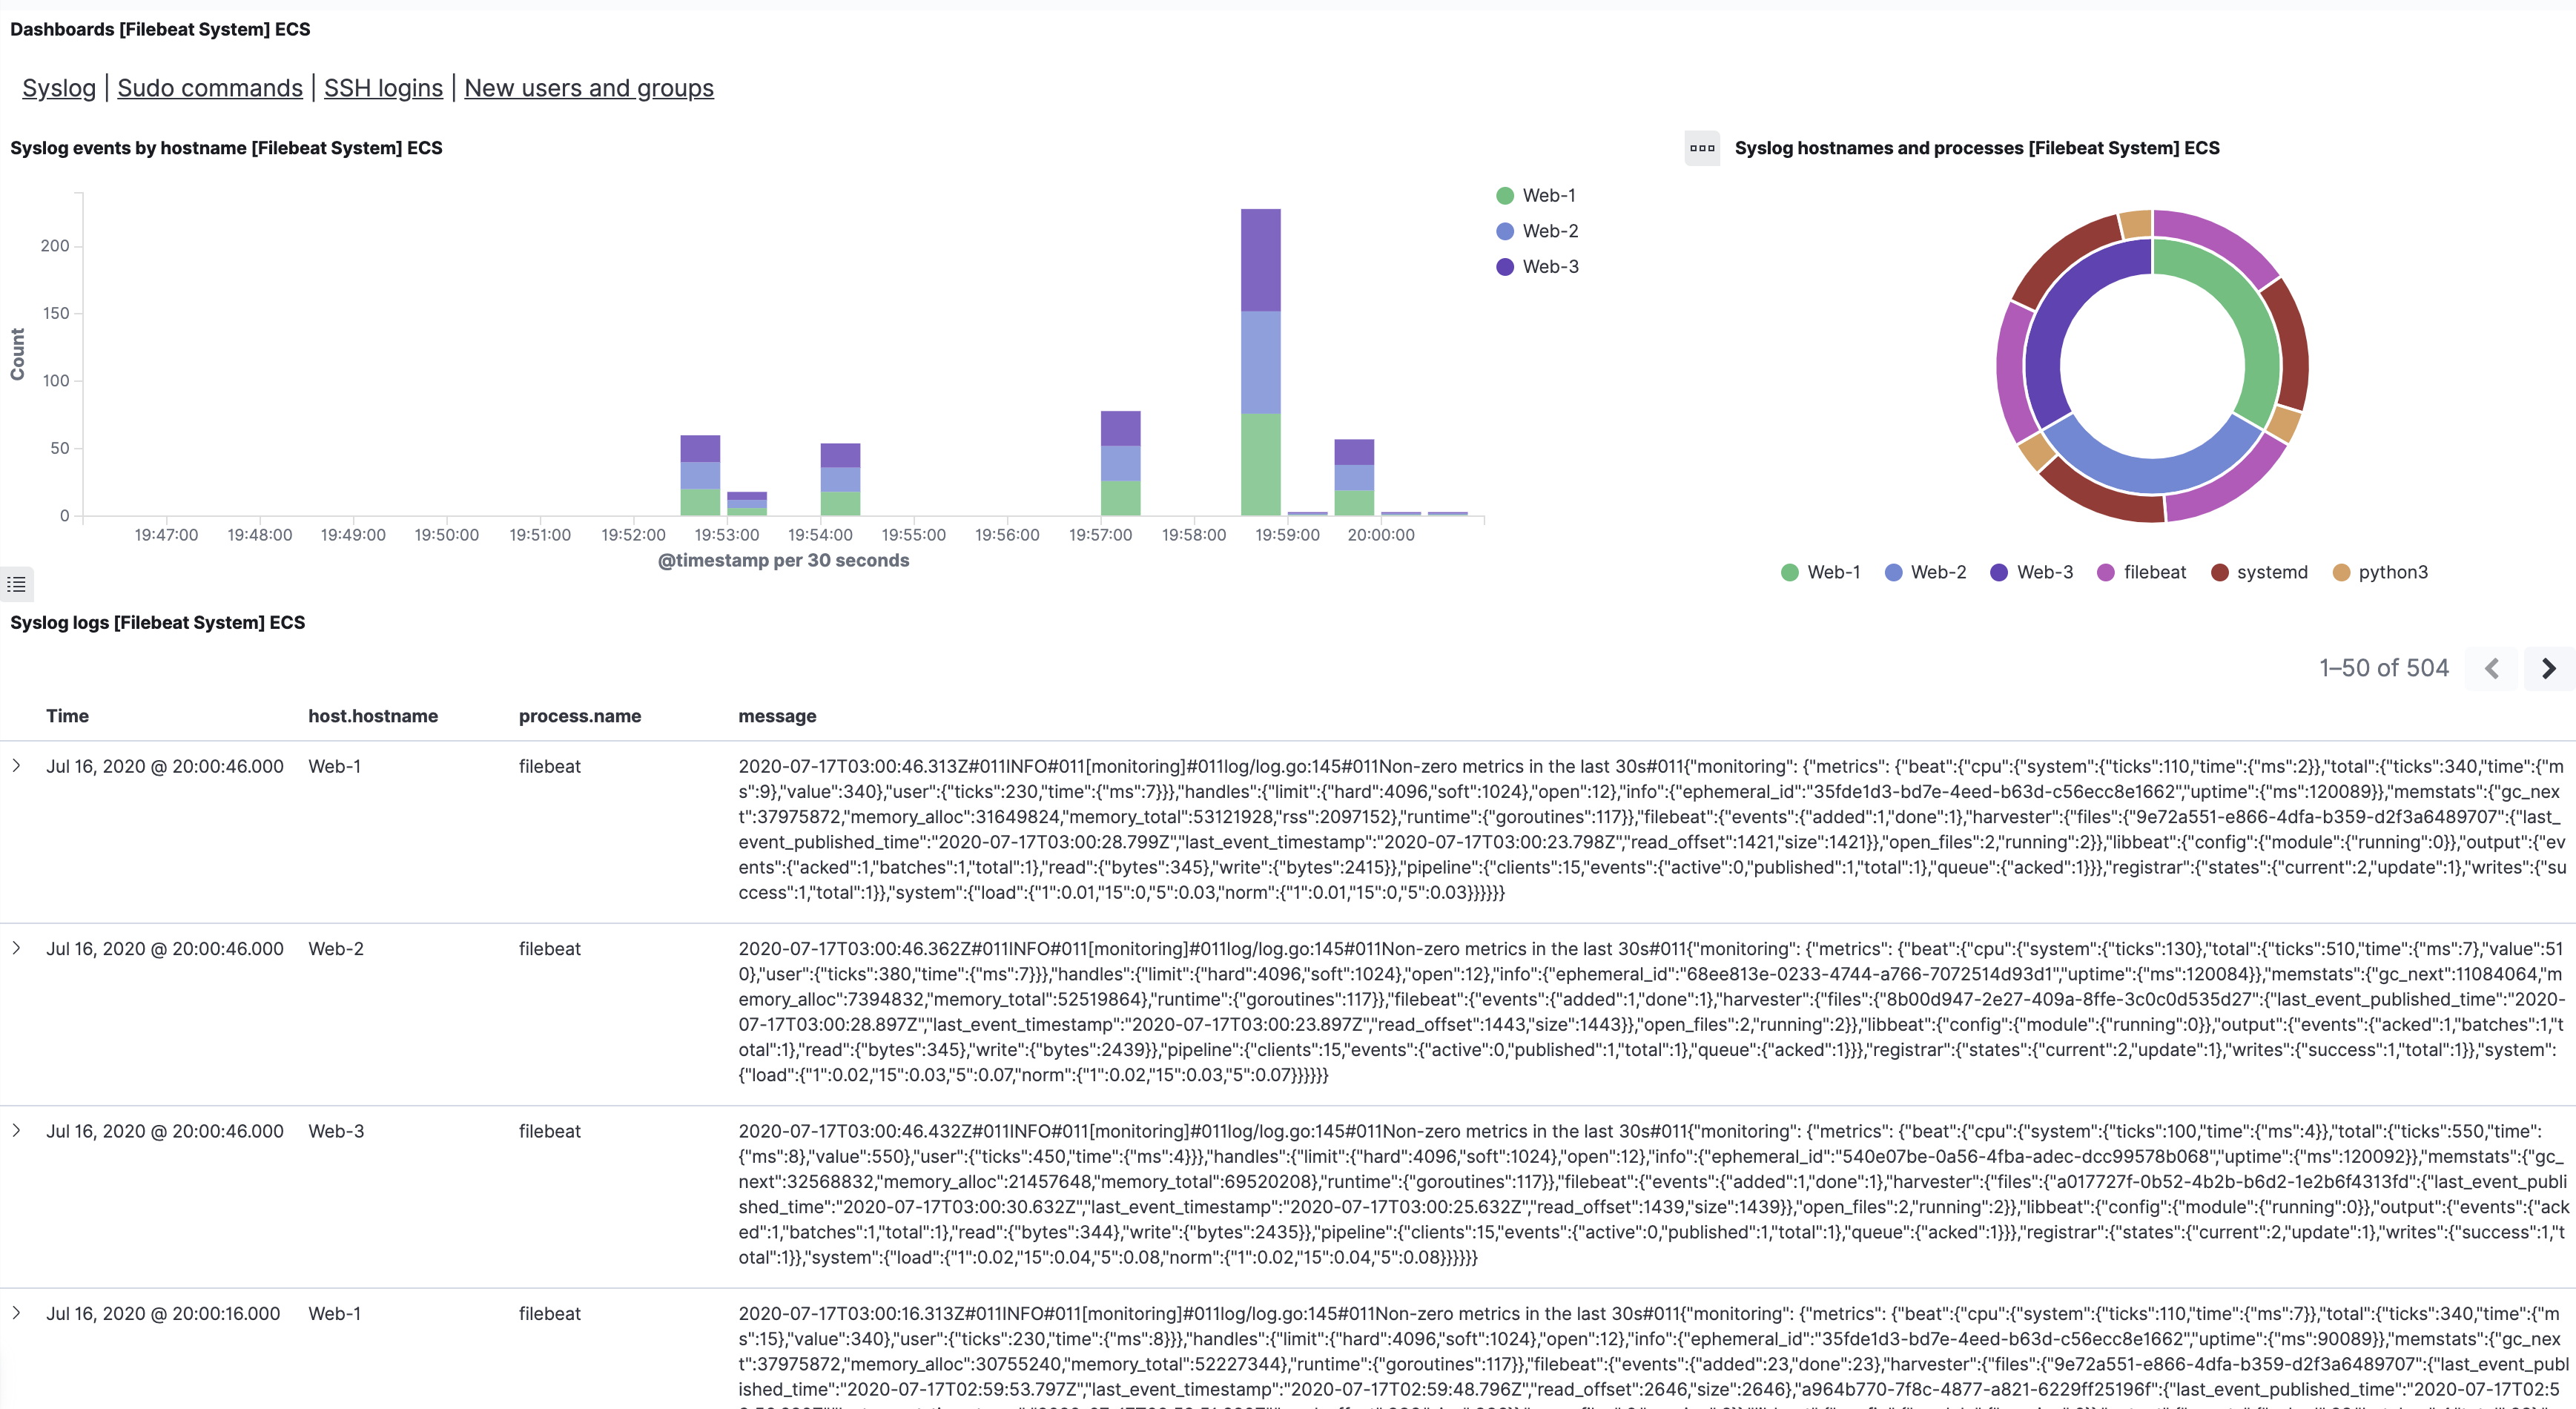 Dashboards [Filebeat System] ECS
Syslog | Sudo commands | SSH logins | New users and groups
Syslog events by hostname [Filebeat System] ECS
Count
200
150
100
50
0
19:47:00 19:48:00 19:49:00 19:50:00 19:51:00 19:52:00 19:53:00 19:54:00 19:55:00 19:56:00 19:57:00 19:58:00 19:59:00 20:00:00
@timestamp per 30 seconds
Web-1
Web-2
Web-3
Syslog hostnames and processes [Filebeat System] ECS
Web-1 Web-2 Web-3 filebeat systemd python3
Syslog logs [Filebeat System] ECS
1–50 of 504
Time host.hostname process.name message
Jul 16, 2020 @ 20:00:46.000 Web-1 filebeat 2020-07-17T03:00:46.313Z#011INFO#011[monitoring]#011log/log.go:145#011Non-zero metrics in the last 30s#011{"monitoring": {"metrics": {"beat":{"cpu":{"system":{"ticks":110,"time":{"ms":2}},"total":{"ticks":340,"time":{"m
s":9},"value":340},"user":{"ticks":230,"time":{"ms":7}}},"handles":{"limit":{"hard":4096,"soft":1024},"open":12},"info":{"ephemeral_id":"35fde1d3-bd7e-4eed-b63d-c56ecc8e1662","uptime":{"ms":120089}},"memstats":{"gc_nex
t":37975872,"memory_alloc":31649824,"memory_total":53121928,"rss":2097152},"runtime":{"goroutines":117}},"filebeat":{"events":{"added":1,"done":1},"harvester":{"files":{"9e72a551-e866-4dfa-b359-d2f3a6489707":{"last_
event_published_time":"2020-07-17T03:00:28.799Z","last_event_timestamp":"2020-07-17T03:00:23.798Z","read_offset":1421,"size":1421}},"open_files":2,"running":2}},"libbeat":{"config":{"module":{"running":0}},"output":{"ev
ents":{"acked":1,"batches":1,"total":1},"read":{"bytes":345},"write":{"bytes":2415}},"pipeline":{"clients":15,"events":{"active":0,"published":1,"total":1},"queue":{"acked":1}}},"registrar":{"states":{"current":2,"update":1},"writes":{"su
ccess":1,"total":1}},"system":{"load":{"1":0.01,"15":0,"5":0.03,"norm":{"1":0.01,"15":0,"5":0.03}}}}}}
Jul 16, 2020 @ 20:00:46.000 Web-2 filebeat 2020-07-17T03:00:46.362Z#011INFO#011[monitoring]#011log/log.go:145#011Non-zero metrics in the last 30s#011{"monitoring": {"metrics": {"beat":{"cpu":{"system":{"ticks":130},"total":{"ticks":510,"time":{"ms":7},"value":51
0},"user":{"ticks":380,"time":{"ms":7}}},"handles":{"limit":{"hard":4096,"soft":1024},"open":12},"info":{"ephemeral_id":"68ee813e-0233-4744-a766-7072514d93d1","uptime":{"ms":120084}},"memstats":{"gc_next":11084064,"m
emory_alloc":7394832,"memory_total":52519864},"runtime":{"goroutines":117}},"filebeat":{"events":{"added":1,"done":1},"harvester":{"files":{"8b00d947-2e27-409a-8ffe-3c0c0d535d27":{"last_event_published_time":"2020-
07-17T03:00:28.897Z""last_event_timestamp":"2020-07-17T03:00:23.897Z","read_offset":1443,"size":1443}},"open_files":2,"running":2}},"libbeat":{"config":{"module":{"running":0}},"output":{"events":{"acked":1,"batches":1,"t
otal":1},"read":{"bytes":345},"write":{"bytes":2439}},"pipeline":{"clients":15,"events":{"active":0,"published":1,"total":1},"queue":{"acked":1}}},"registrar":{"states":{"current":2,"update":1},"writes":{"success":1,"total":1}},"system":
{"load":{"1":0.02,"15":0.03,"5":0.07,"norm":{"1":0.02,"15":0.03,"5":0.07}}}}}}
Jul 16, 2020 @ 20:00:46.000 Web-3 filebeat 2020-07-17T03:00:46.432Z#011INFO#011[monitoring]#011log/log.go:145#011Non-zero metrics in the last 30s#011{"monitoring": {"metrics": {"beat":{"cpu":{"system":{"ticks":100,"time":{"ms":4}},"total":{"ticks":550,"time":
{"ms":8},"value":550},"user":{"ticks":450,"time":{"ms":4}}},"handles":{"limit":{"hard":4096,"soft":1024},"open":12},"info":{"ephemeral_id":"540e07be-0a56-4fba-adec-dcc99578b068","uptime":{"ms":120092}},"memstats":{"gc_
next":32568832,"memory_alloc":21457648,"memory_total":69520208},"runtime":{"goroutines":117}},"filebeat":{"events":{"added":1,"done":1},"harvester":{"files":{"a017727f-0b52-4b2b-b6d2-1e2b6f4313fd":{"last_event_publi
shed_time":"2020-07-17T03:00:30.632Z","last_event_timestamp":"2020-07-17T03:00:25.632Z","read_offset":1439,"size":1439}},"open_files":2,"running":2}},"libbeat":{"config":{"module":{"running":0}},"output":{"events":{"ack
ed":1,"batches":1,"total":1},"read":{"bytes":344},"write":{"bytes":2435}},"pipeline":{"clients":15,"events":{"active":0,"published":1,"total":1},"queue":{"acked":1}}},"registrar":{"states":{"current":2,"update":1},"writes":{"success":1,"t
otal":1}},"system":{"load":{"1":0.02,"15":0.04,"5":0.08,"norm":{"1":0.02,"15":0.04,"5":0.08}}}}}}
Jul 16, 2020 @ 20:00:16.000 Web-1 filebeat 2020-07-17T03:00:16.313Z#011INFO#011[monitoring]#011log/log.go:145#011Non-zero metrics in the last 30s#011{"monitoring": {"metrics": {"beat":{"cpu":{"system":{"ticks":110,"time":{"ms":7}},"total":{"ticks":340,"time":{"m
s":15},"value":340},"user":{"ticks":230,"time":{"ms":8}}},"handles":{"limit":{"hard":4096,"soft":1024},"open":12},"info":{"ephemeral_id":"35fde1d3-bd7e-4eed-b63d-c56ecc8e1662","uptime":{"ms":90089}},"memstats":{"gc_nex
t":37975872,"memory_alloc":30755240,"memory_total":52227344},"runtime":{"goroutines":117}},"filebeat":{"events":{"added":23,"done":23},"harvester":{"files":{"9e72a551-e866-4dfa-b359-d2f3a6489707":{"last_event_publ
ished_time":"2020-07-17T02:59:53.797Z","last_event_timestamp":"2020-07-17T02:59:48.796Z","read_offset":2646,"size":2646},"a964b770-7f8c-4877-a821-6229ff25196f":{"last_event_published_time":"2020-07-17T02:5